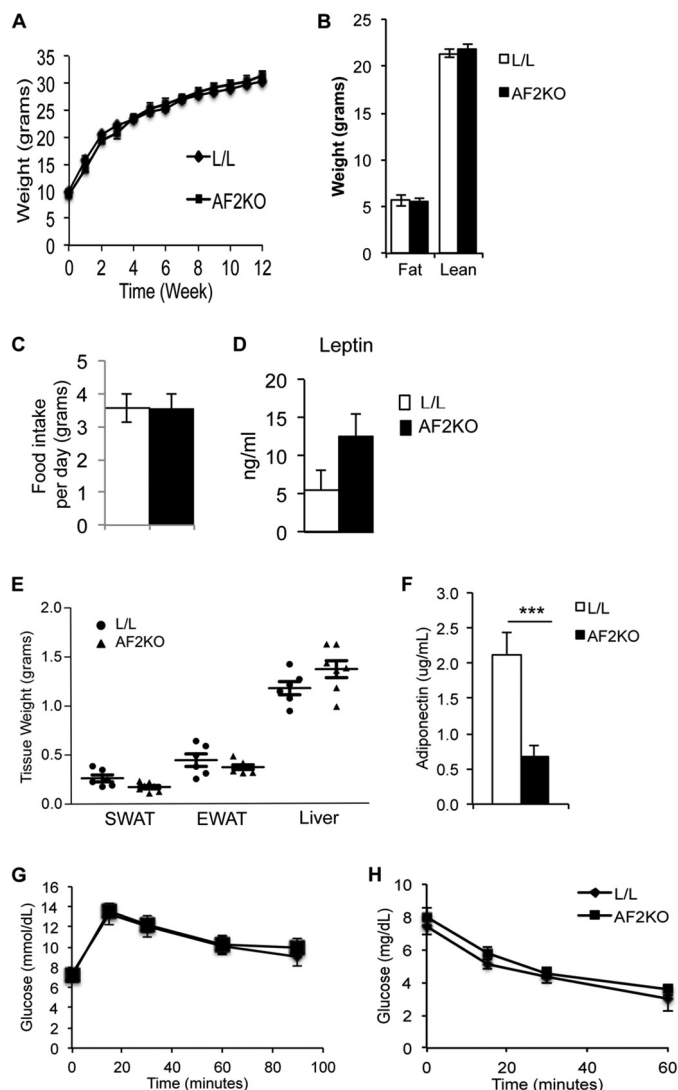 A
35
30
25
20
15
10
5
0
Weight (grams)
L/L
AF2KO
0 2 4 6 8 10 12
Time (Week)
B
25
20
15
10
5
0
Weight (grams)
L/L
AF2KO
Fat Lean
C
5
4
3
2
1
0
Food intake
per day (grams)
D
Leptin
20
15
10
5
0
ng/ml
L/L
AF2KO
E
2.0
1.5
1.0
0.5
0.0
Tissue Weight (grams)
L/L
AF2KO
SWAT EWAT Liver
F
3.0
2.5
2.0
1.5
1.0
0.5
0.0
Adiponectin (ug/mL)
***
L/L
AF2KO
G
16
14
12
10
8
6
4
2
0
Glucose (mmol/dL)
0 20 40 60 80 100
Time (minutes)
H
10
8
6
4
2
0
Glucose (mg/dL)
L/L
AF2KO
0 20 40 60
Time (minutes)